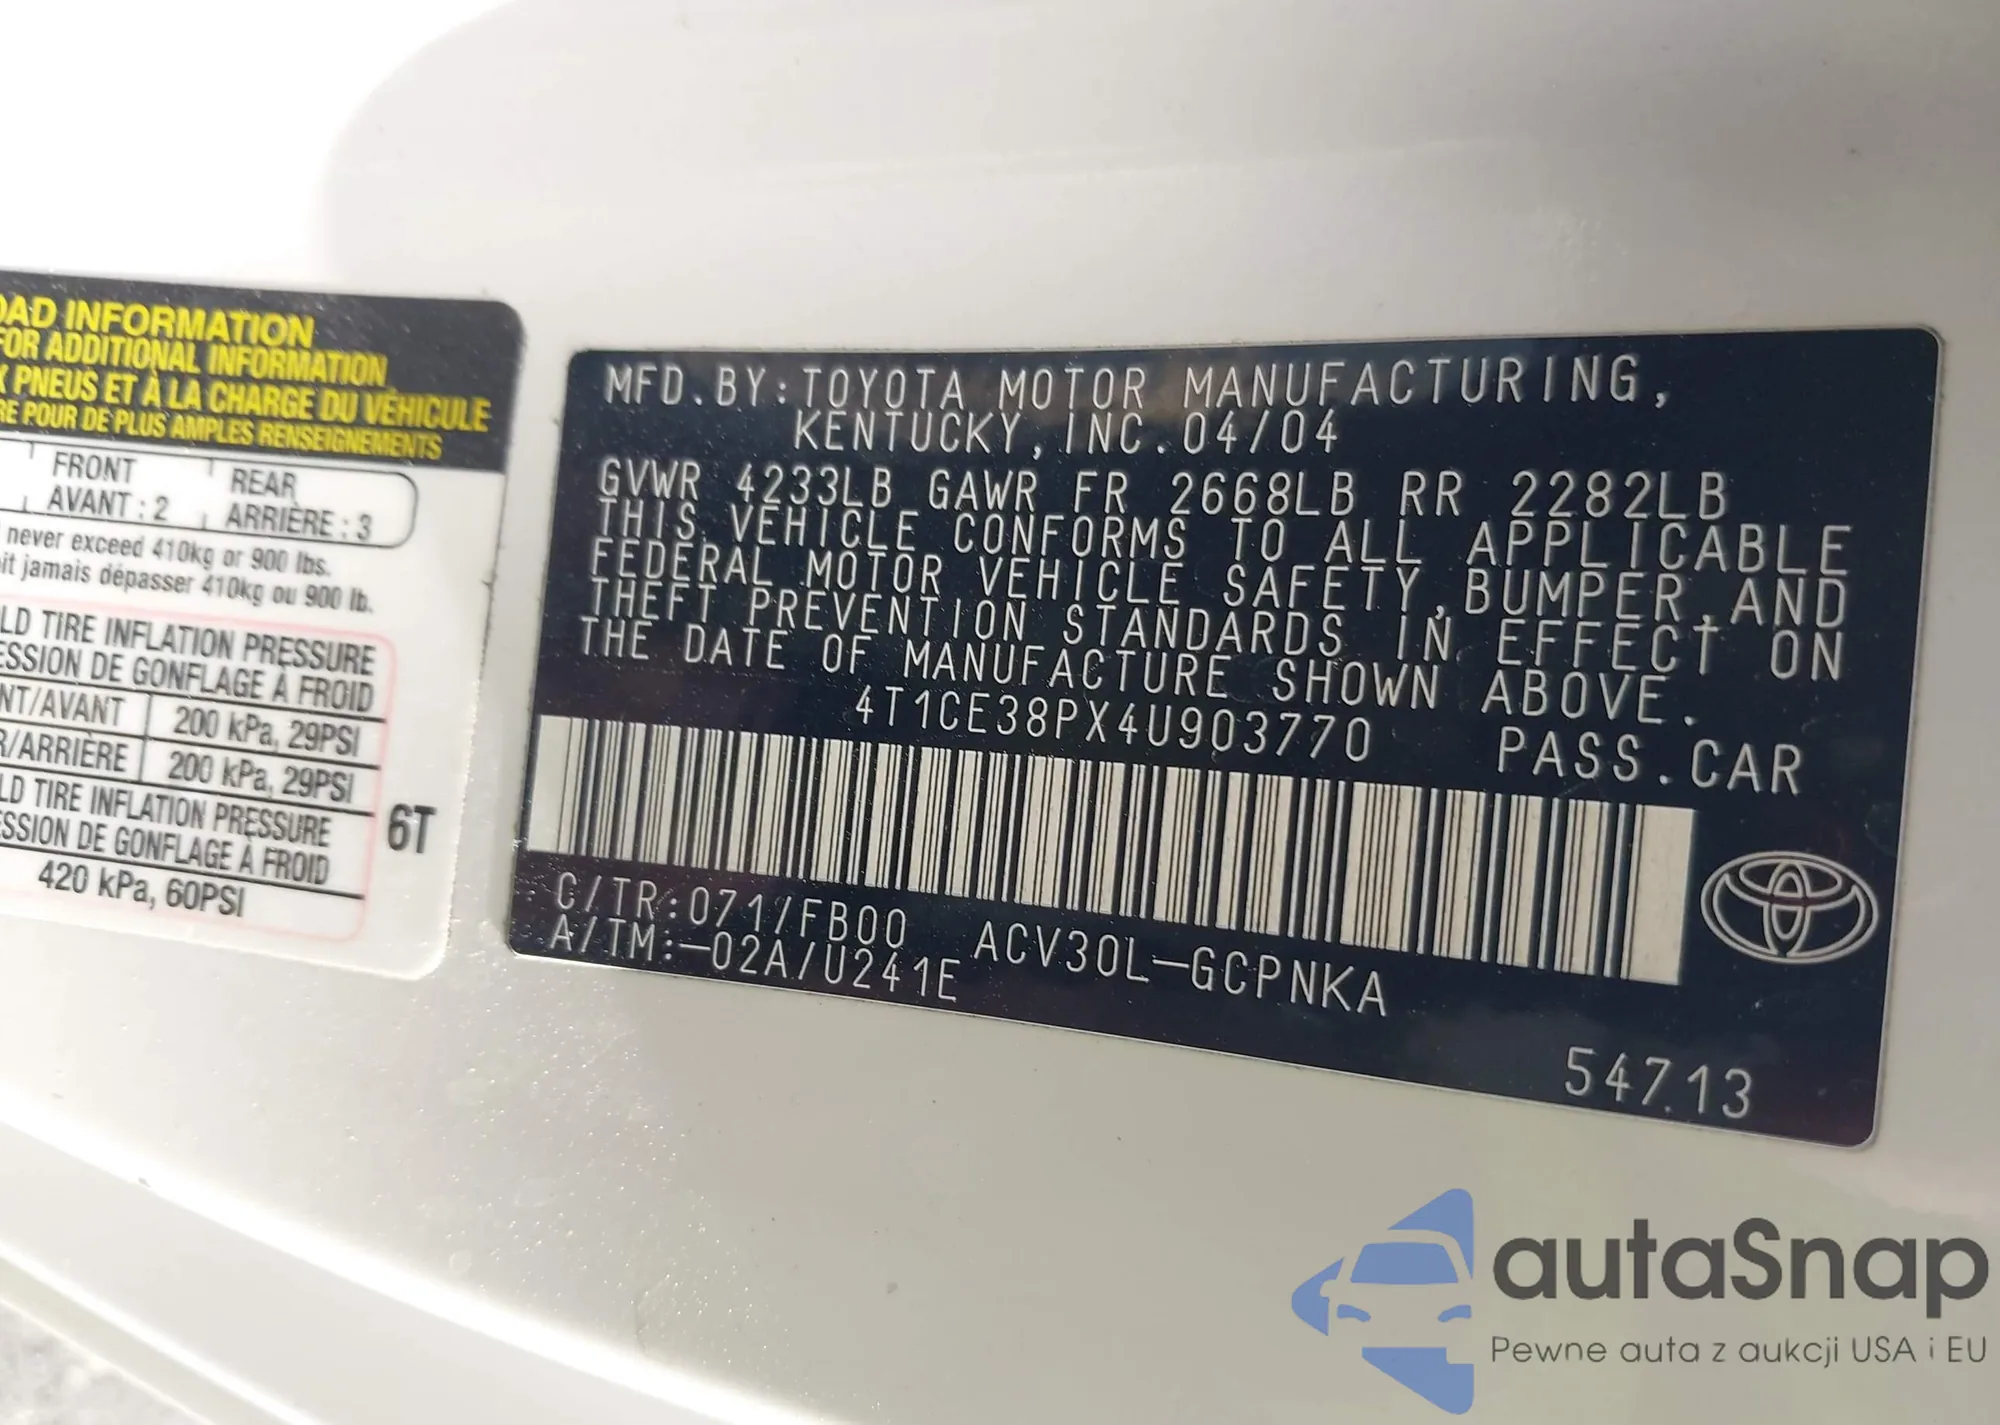 OAD INFORMATION
FOR ADDITIONAL INFORMATION
X PNEUS ET À LA CHARGE DU VÉHICULE
RE POUR DE PLUS AMPLES RENSEIGNEMENTS
FRONT REAR
AVANT : 2 ARRIÈRE : 3
never exceed 410kg or 900 lbs.
it jamais dépasser 410kg ou 900 lb.
LD TIRE INFLATION PRESSURE
ESSION DE GONFLAGE À FROID
NT/AVANT 200 kPa, 29PSI
R/ARRIÈRE 200 kPa, 29PSI
LD TIRE INFLATION PRESSURE
ESSION DE GONFLAGE À FROID
420 kPa, 60PSI
6T
MFD.BY:TOYOTA MOTOR MANUFACTURING,
KENTUCKY,INC.04/04
GVWR 4233LB GAWR FR 2668LB RR 2282LB
THIS VEHICLE CONFORMS TO ALL APPLICABLE
FEDERAL MOTOR VEHICLE SAFETY,BUMPER,AND
THEFT PREVENTION STANDARDS IN EFFECT ON
THE DATE OF MANUFACTURE SHOWN ABOVE.
4T1CE38PX4U903770 PASS.CAR
C/TR:071/FB00 ACV30L-GCPNKA
A/TM:-02A/U241E
547.13
autaSnap
Pewne auta z aukcji USA i EU